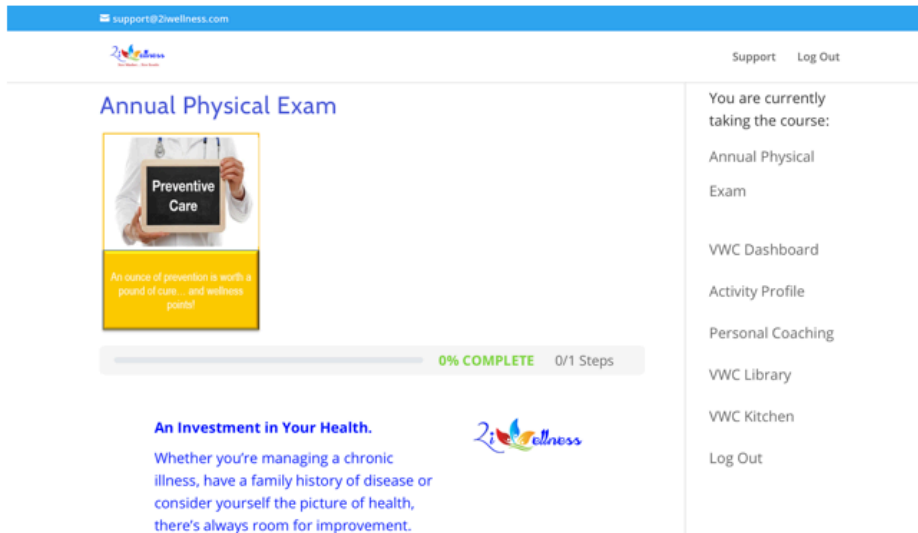 support@2iwellness.com
2iWellness
Support Log Out
Annual Physical Exam
Preventive
Care
An ounce of prevention is worth a
pound of cure... and wellness
points!
0% COMPLETE 0/1 Steps
An Investment in Your Health.
Whether you're managing a chronic
illness, have a family history of disease or
consider yourself the picture of health,
there's always room for improvement.
2iWellness
You are currently
taking the course:
Annual Physical
Exam
VWC Dashboard
Activity Profile
Personal Coaching
VWC Library
VWC Kitchen
Log Out